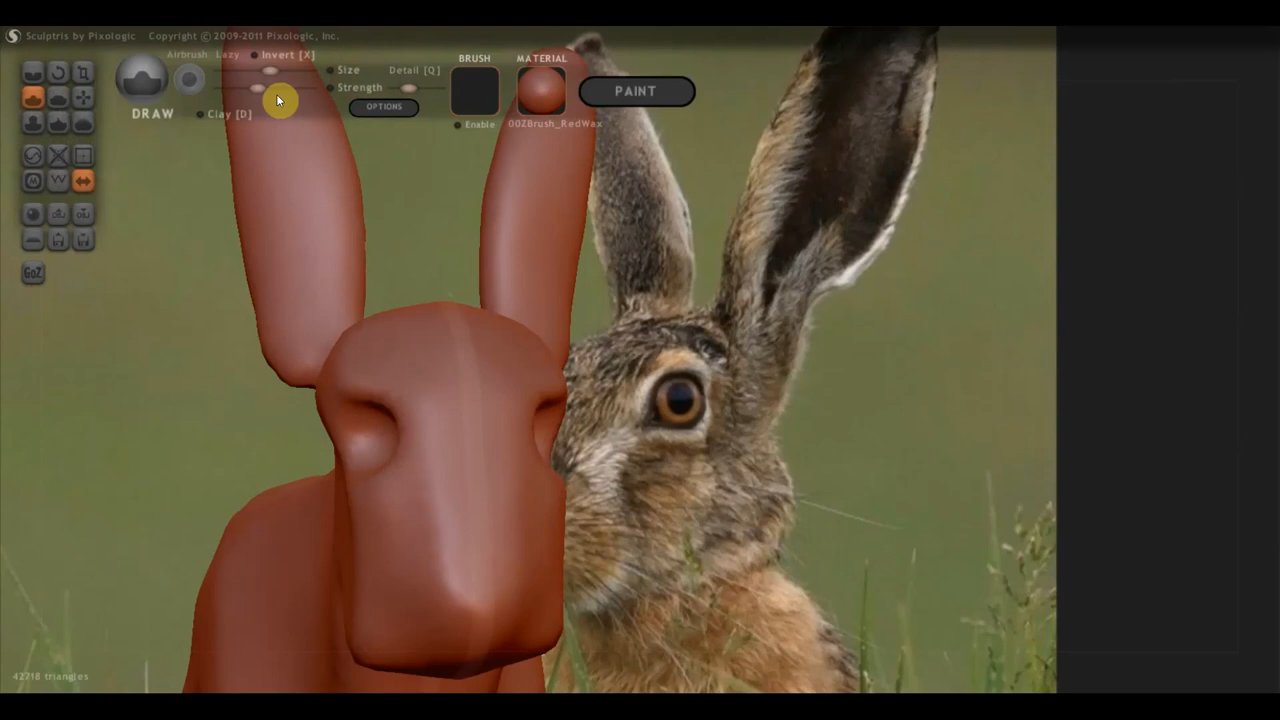 Sculptris by Pixologic Copyright © 2009-2011 Pixologic, Inc.
Airbrush Lazy Invert [X]
BRUSH MATERIAL
Size Detail [Q]
Strength
PAINT
OPTIONS
DRAW Clay [D]
Enable 00ZBrush_RedWax
GoZ
42718 triangles